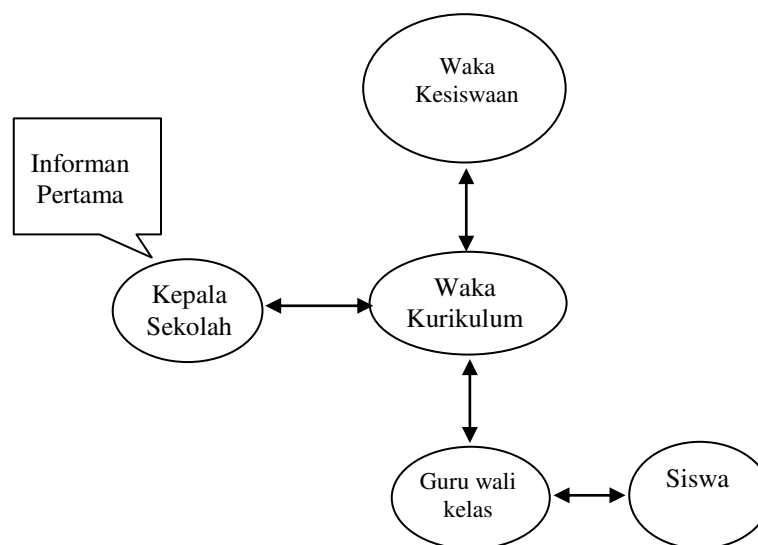 Waka
Kesiswaan
Informan
Pertama
Kepala
Sekolah
Waka
Kurikulum
Guru wali
kelas
Siswa